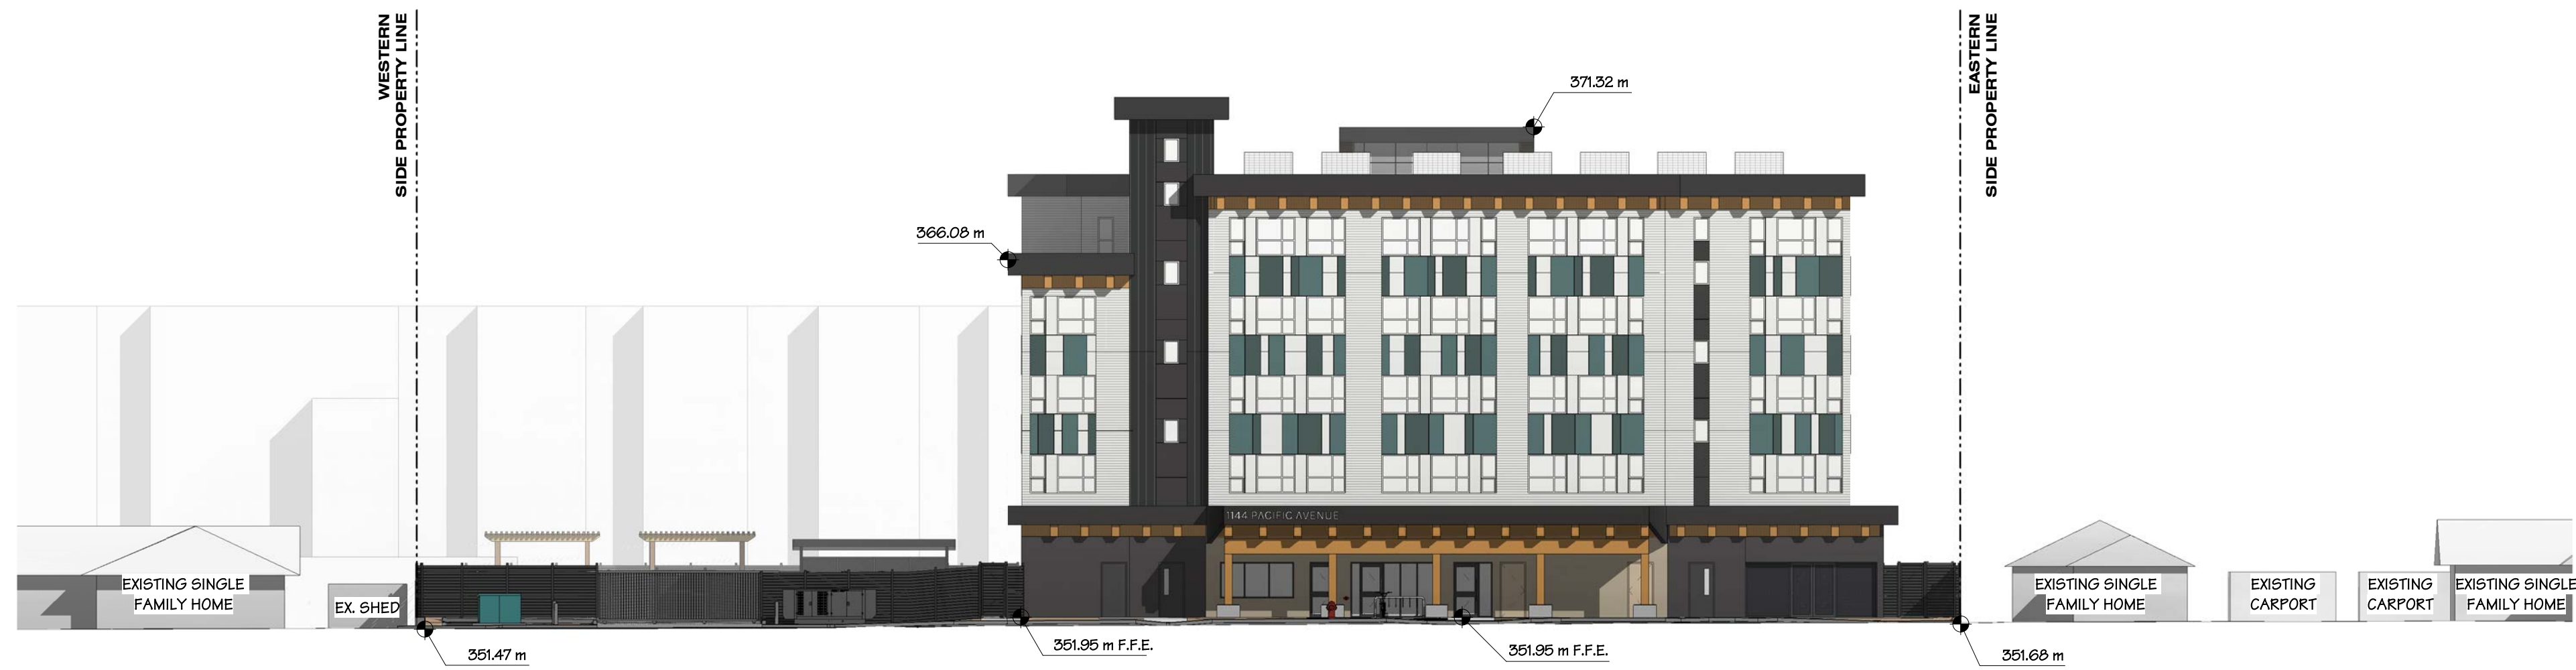 WESTERN
SIDE PROPERTY LINE
EASTERN
SIDE PROPERTY LINE
371.32 m
366.08 m
1144 PACIFIC AVENUE
EXISTING SINGLE
FAMILY HOME
EX. SHED
EXISTING SINGLE
FAMILY HOME
EXISTING
CARPORT
EXISTING
CARPORT
EXISTING SINGLE
FAMILY HOME
351.47 m
351.95 m F.F.E.
351.95 m F.F.E.
351.68 m